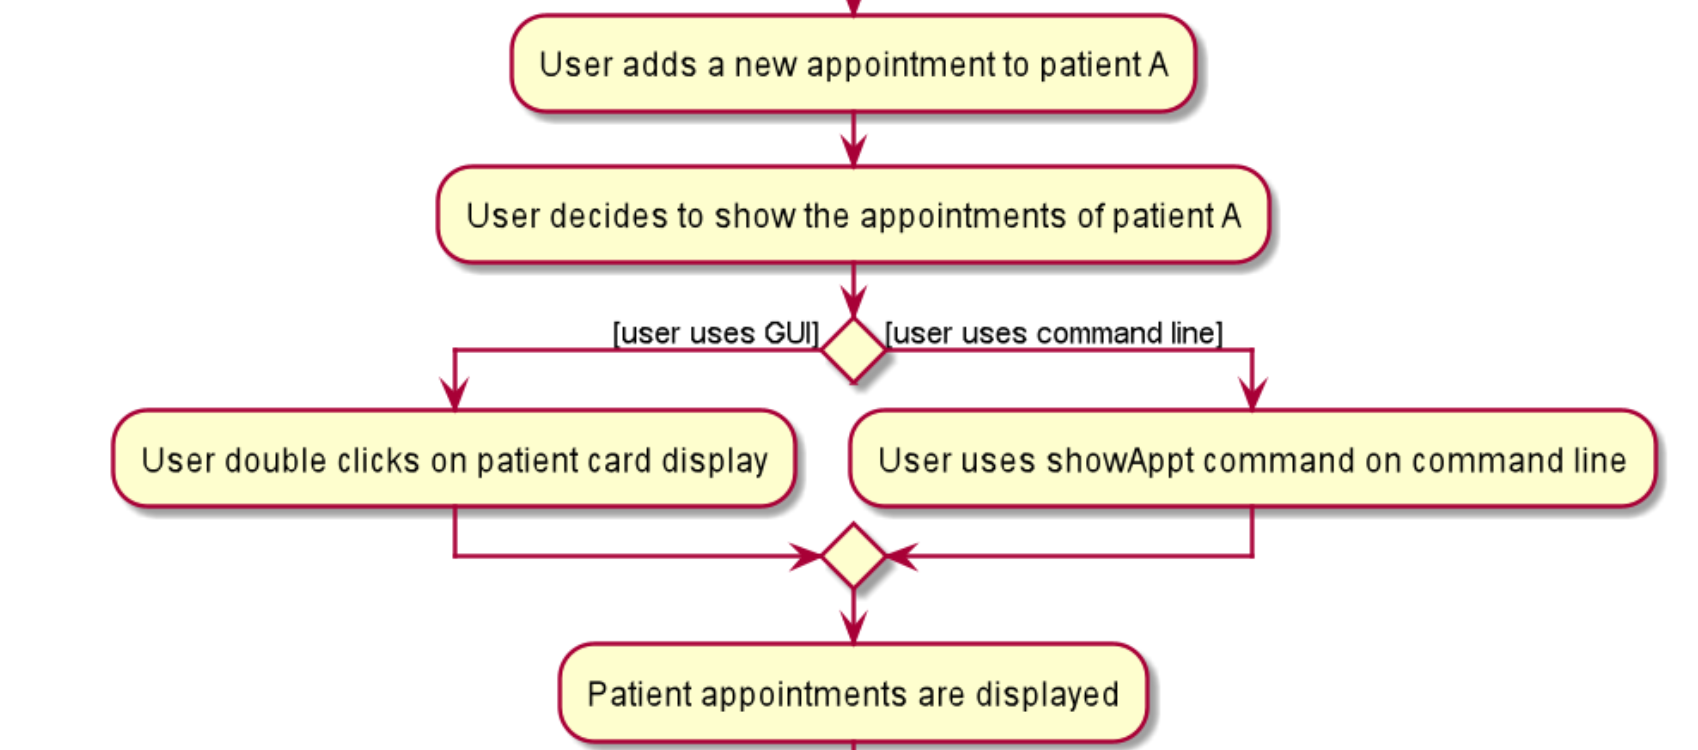 User adds a new appointment to patient A
User decides to show the appointments of patient A
[user uses GUI]
[user uses command line]
User double clicks on patient card display
User uses showAppt command on command line
Patient appointments are displayed